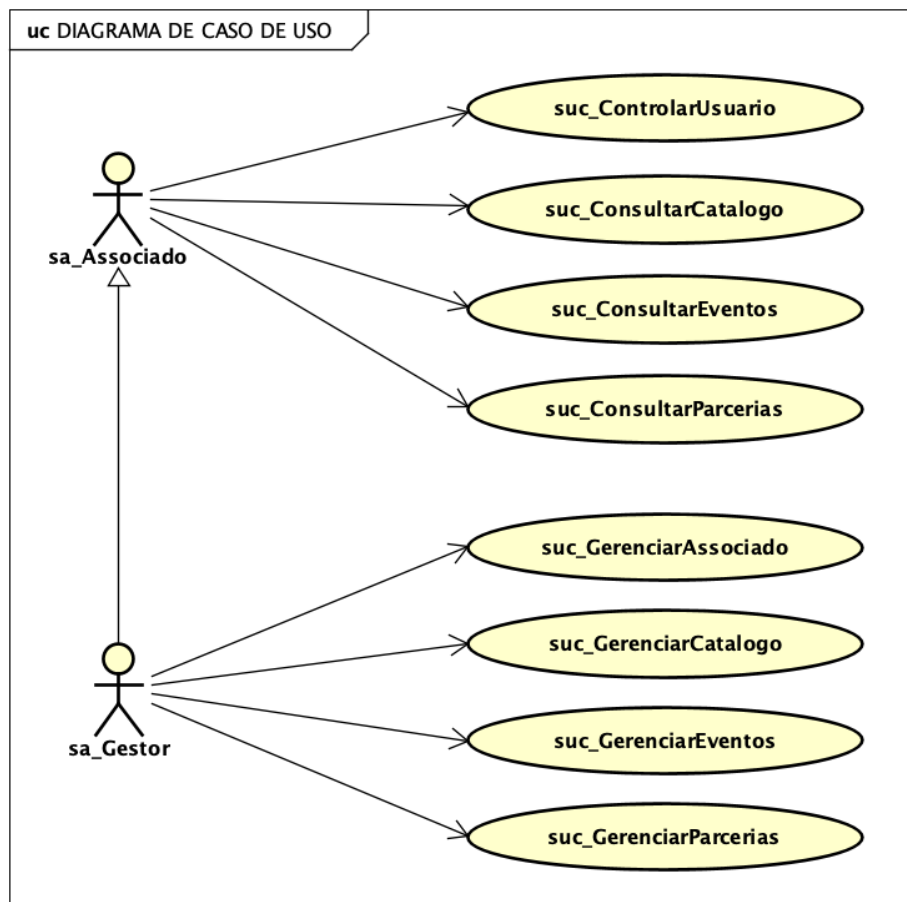 uc DIAGRAMA DE CASO DE USO
suc_ControlarUsuario
suc_ConsultarCatalogo
sa_Associado
suc_ConsultarEventos
suc_ConsultarParcerias
suc_GerenciarAssociado
suc_GerenciarCatalogo
sa_Gestor
suc_GerenciarEventos
suc_GerenciarParcerias